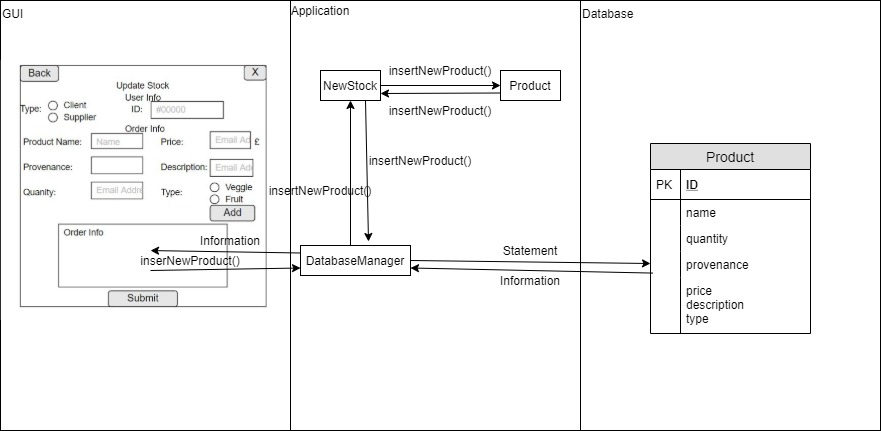 GUI
Application
Database
Back
X
Update Stock
User Info
Type:
Client
Supplier
ID:
#00000
Order Info
Product Name:
Name
Price:
Email Ad
£
Provenance:
Description:
Email Ad
Quanity:
Email Addre
Type:
Veggie
Fruit
Add
Order Info
Submit
Information
inserNewProduct()
NewStock
insertNewProduct()
Product
insertNewProduct()
insertNewProduct()
insertNewProduct()
DatabaseManager
Statement
Information
Product
PK
ID
name
quantity
provenance
price
description
type